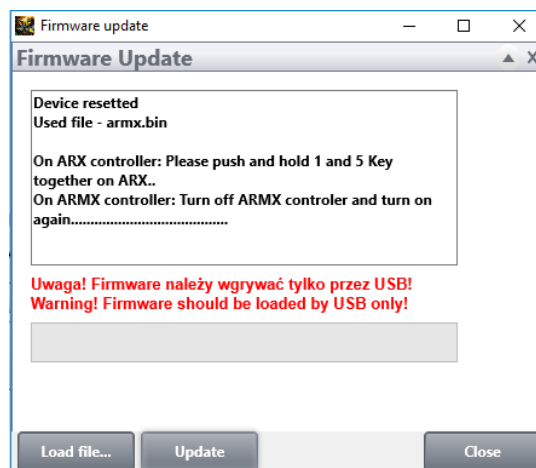 Firmware update
Firmware Update
Device resetted
Used file - armx.bin
On ARX controller: Please push and hold 1 and 5 Key
together on ARX..
On ARMX controller: Turn off ARMX controler and turn on
again........................................
Uwaga! Firmware należy wgrywać tylko przez USB!
Warning! Firmware should be loaded by USB only!
Load file...
Update
Close